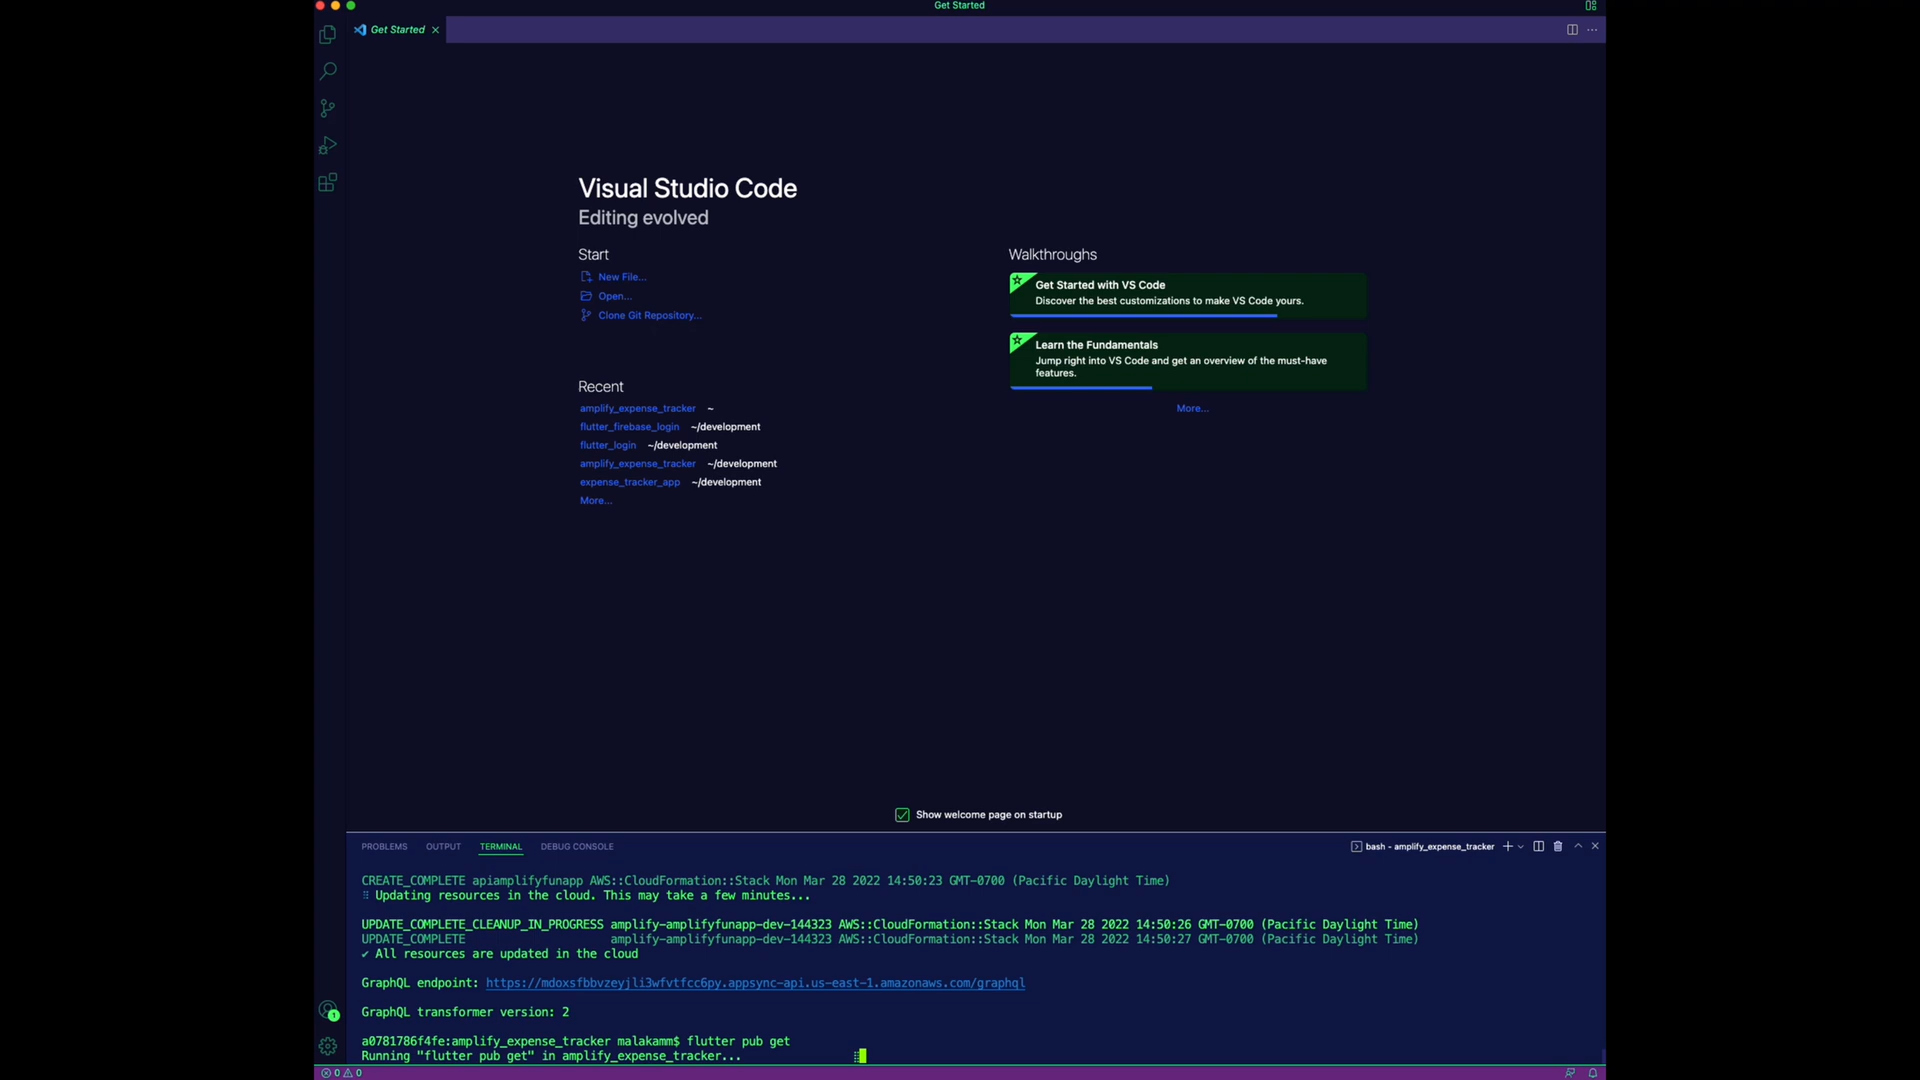 Get Started
Get Started
Visual Studio Code
Editing evolved
Start
New File...
Open...
Clone Git Repository...
Recent
amplify_expense_tracker ~
flutter_firebase_login ~/development
flutter_login ~/development
amplify_expense_tracker ~/development
expense_tracker_app ~/development
More...
Walkthroughs
Get Started with VS Code
Discover the best customizations to make VS Code yours.
Learn the Fundamentals
Jump right into VS Code and get an overview of the must-have
features.
More...
Show welcome page on startup
PROBLEMS OUTPUT TERMINAL DEBUG CONSOLE bash - amplify_expense_tracker
CREATE_COMPLETE apiamplifyfunapp AWS::CloudFormation::Stack Mon Mar 28 2022 14:50:23 GMT-0700 (Pacific Daylight Time)
⠸ Updating resources in the cloud. This may take a few minutes...
UPDATE_COMPLETE_CLEANUP_IN_PROGRESS amplify-amplifyfunapp-dev-144323 AWS::CloudFormation::Stack Mon Mar 28 2022 14:50:26 GMT-0700 (Pacific Daylight Time)
UPDATE_COMPLETE amplify-amplifyfunapp-dev-144323 AWS::CloudFormation::Stack Mon Mar 28 2022 14:50:27 GMT-0700 (Pacific Daylight Time)
✔ All resources are updated in the cloud
GraphQL endpoint: https://mdoxsfbbvzeyjli3wfvtfcc6py.appsync-api.us-east-1.amazonaws.com/graphql
GraphQL transformer version: 2
a0781786f4fe:amplify_expense_tracker malakamm$ flutter pub get
Running "flutter pub get" in amplify_expense_tracker...
1
0 0